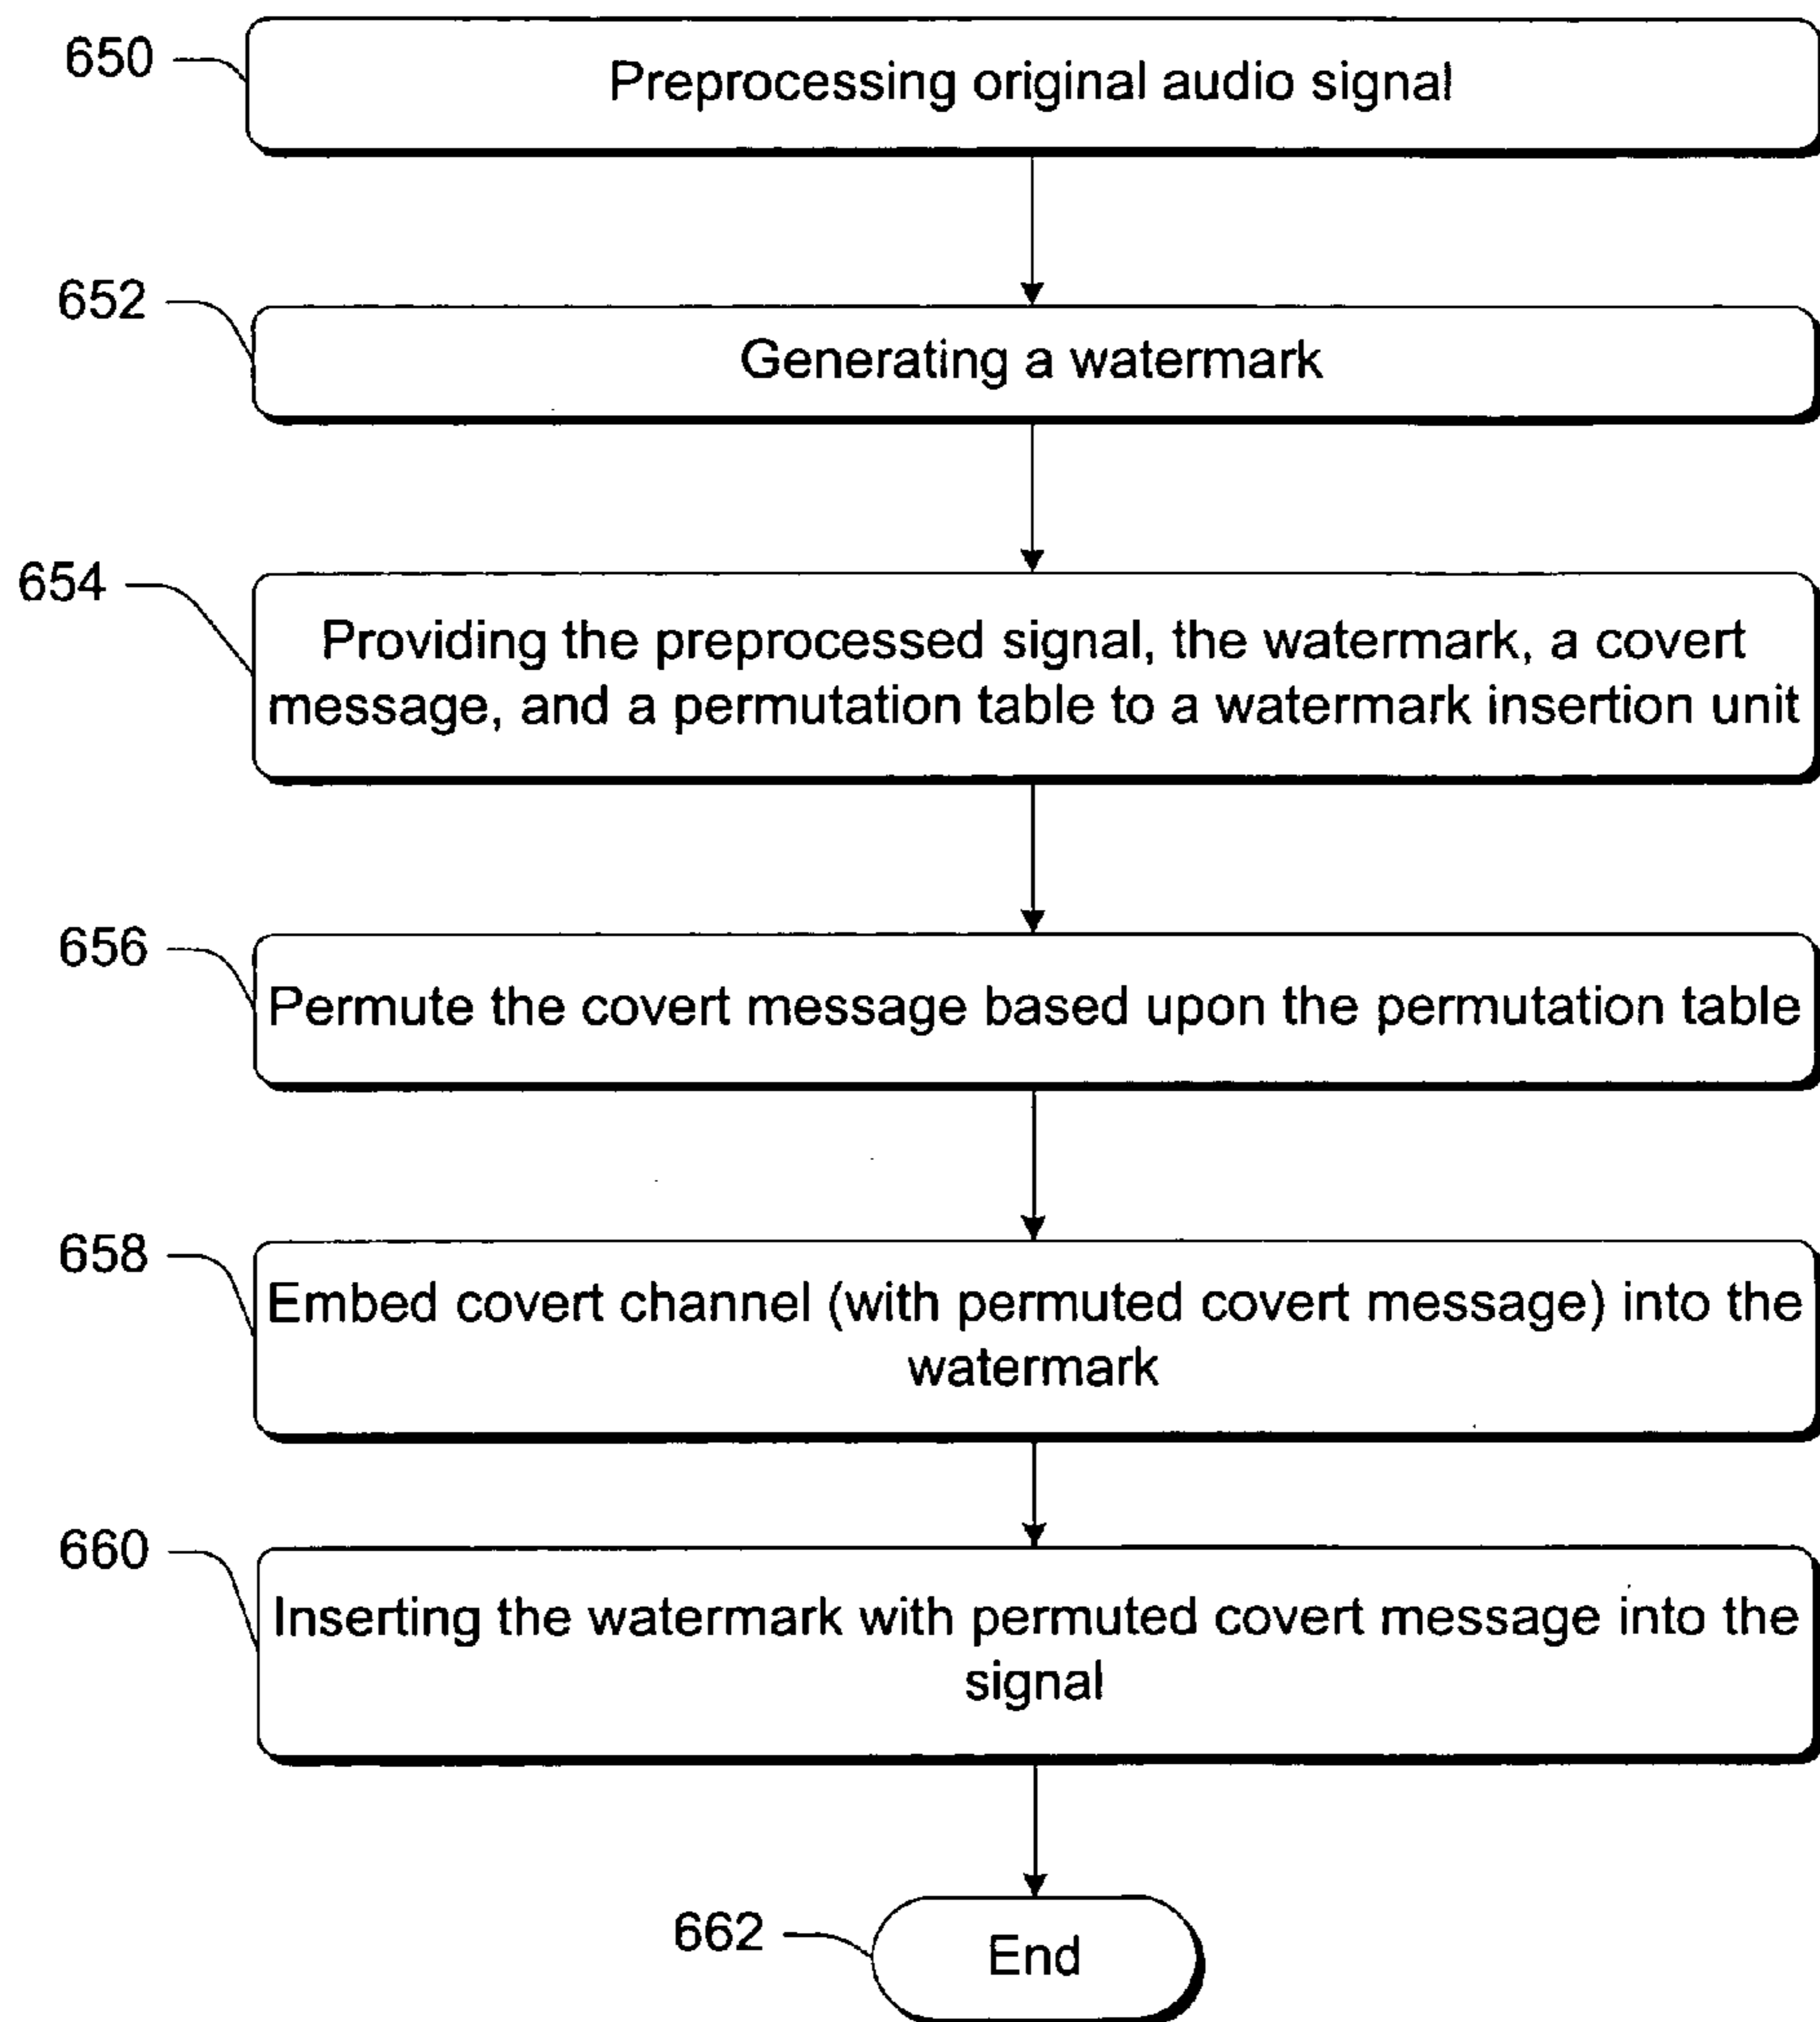 650
Preprocessing original audio signal
652
Generating a watermark
654
Providing the preprocessed signal, the watermark, a covert
message, and a permutation table to a watermark insertion unit
656
Permute the covert message based upon the permutation table
658
Embed covert channel (with permuted covert message) into the
watermark
660
Inserting the watermark with permuted covert message into the
signal
662
End